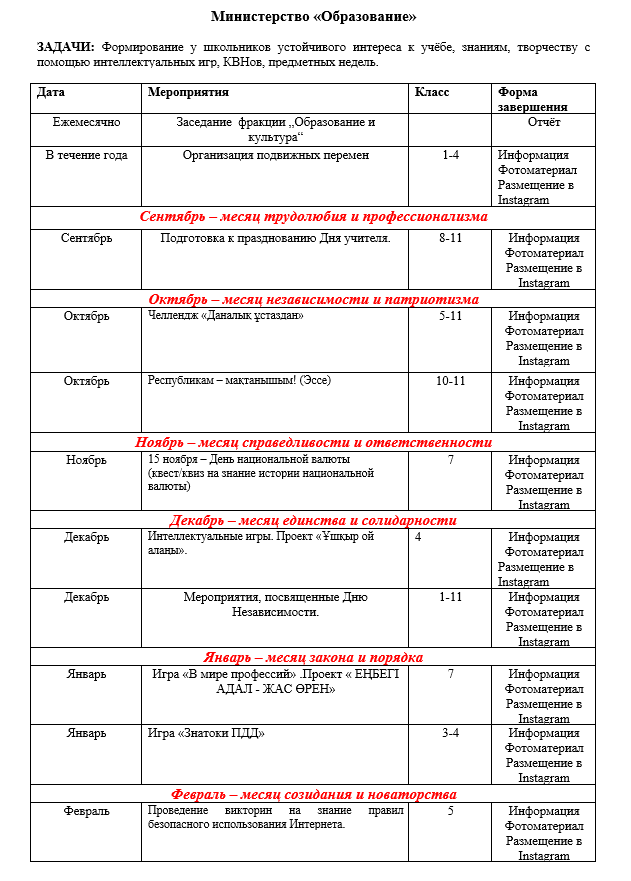 Министерство «Образование»
ЗАДАЧИ: Формирование у школьников устойчивого интереса к учёбе, знаниям, творчеству с
помощью интеллектуальных игр, КВНов, предметных недель.
Дата Мероприятия Класс Форма
завершения
Ежемесячно Заседание фракции „Образование и Отчёт
культура“
В течение года Организация подвижных перемен 1-4 Информация
Фотоматериал
Размещение в
Instagram
Сентябрь – месяц трудолюбия и профессионализма
Сентябрь Подготовка к празднованию Дня учителя. 8-11 Информация
Фотоматериал
Размещение в
Instagram
Октябрь – месяц независимости и патриотизма
Октябрь Челлендж «Даналық ұстаздан» 5-11 Информация
Фотоматериал
Размещение в
Instagram
Октябрь Республикам – мақтанышым! (Эссе) 10-11 Информация
Фотоматериал
Размещение в
Instagram
Ноябрь – месяц справедливости и ответственности
Ноябрь 15 ноября – День национальной валюты 7 Информация
(квест/квиз на знание истории национальной Фотоматериал
валюты) Размещение в
Instagram
Декабрь – месяц единства и солидарности
Декабрь Интеллектуальные игры. Проект «Ұшқыр ой 4 Информация
алаңы». Фотоматериал
Размещение в
Instagram
Декабрь Мероприятия, посвященные Дню 1-11 Информация
Независимости. Фотоматериал
Размещение в
Instagram
Январь – месяц закона и порядка
Январь Игра «В мире профессий» .Проект « ЕҢБЕГІ 7 Информация
АДАЛ - ЖАС ӨРЕН» Фотоматериал
Размещение в
Instagram
Январь Игра «Знатоки ПДД» 3-4 Информация
Фотоматериал
Размещение в
Instagram
Февраль – месяц созидания и новаторства
Февраль Проведение викторин на знание правил 5 Информация
безопасного использования Интернета. Фотоматериал
Размещение в
Instagram